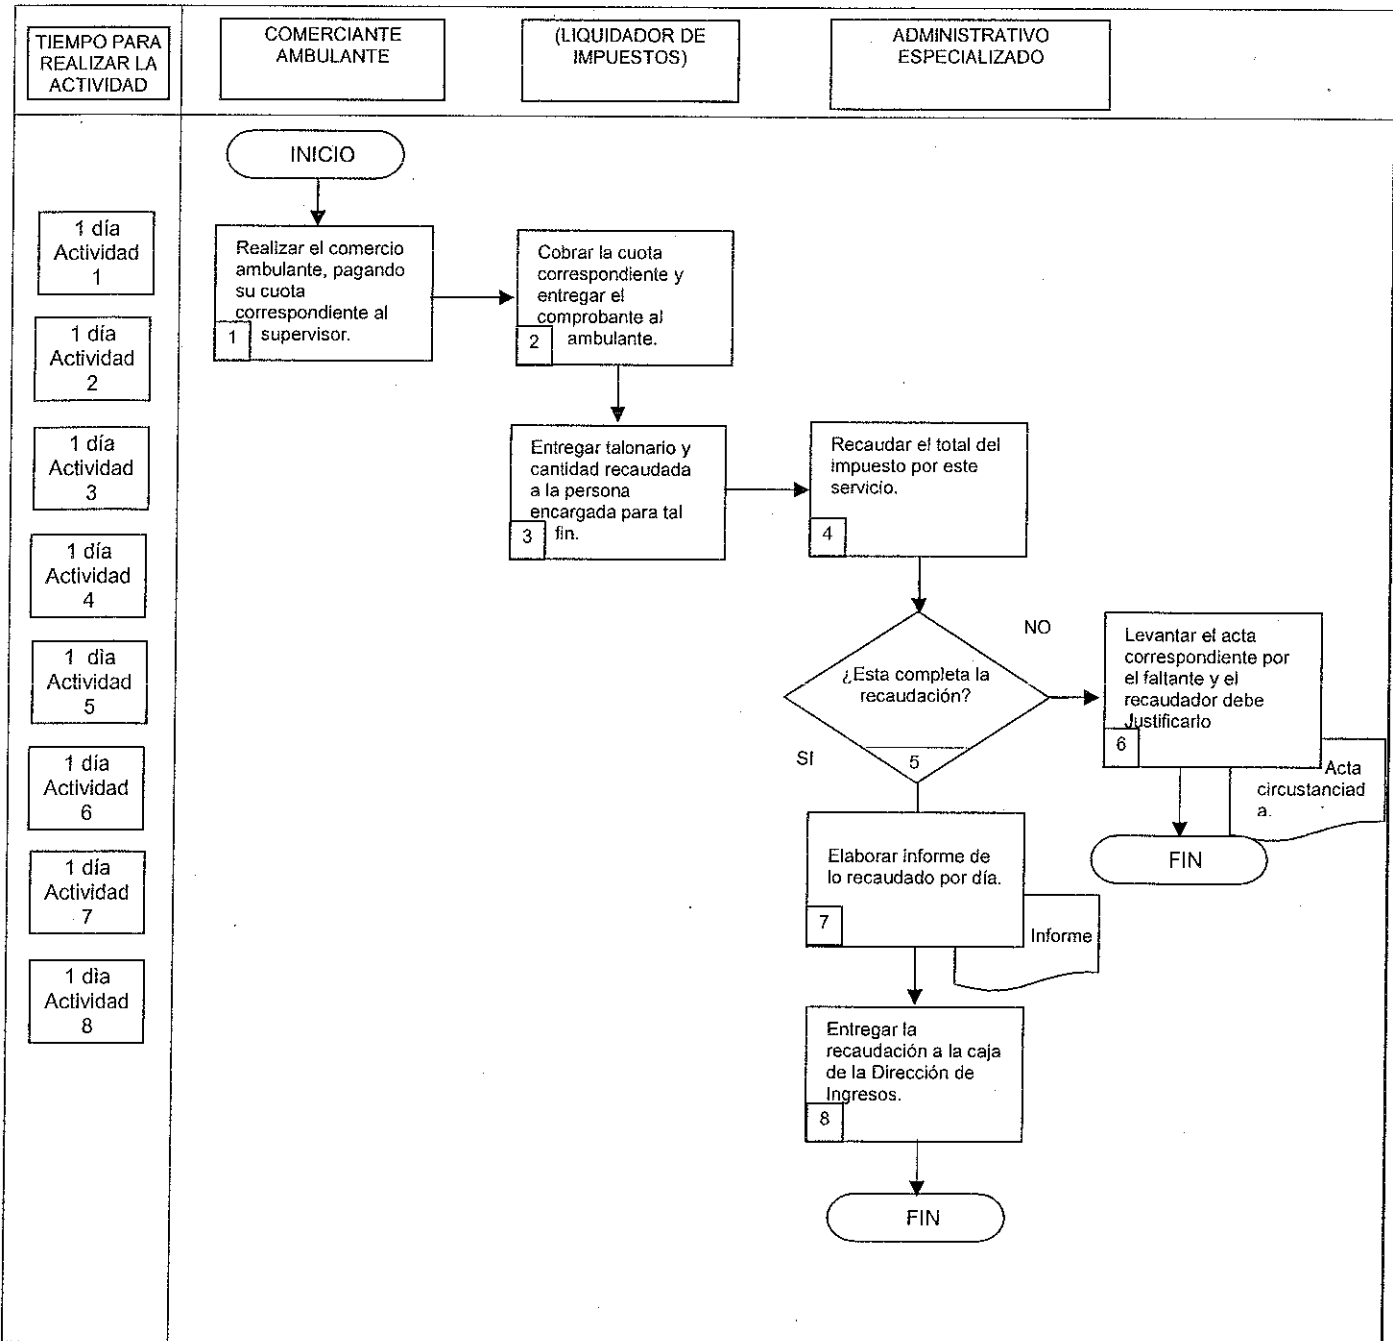 TIEMPO PARA
REALIZAR LA
ACTIVIDAD
COMERCIANTE
AMBULANTE
(LIQUIDADOR DE
IMPUESTOS)
ADMINISTRATIVO
ESPECIALIZADO
INICIO
1 día
Actividad
1
1 día
Actividad
2
1 día
Actividad
3
1 día
Actividad
4
1 día
Actividad
5
1 día
Actividad
6
1 día
Actividad
7
1 día
Actividad
8
Realizar el comercio
ambulante, pagando
su cuota
correspondiente al
supervisor.
1
Cobrar la cuota
correspondiente y
entregar el
comprobante al
ambulante.
2
Entregar talonario y
cantidad recaudada
a la persona
encargada para tal
fin.
3
Recaudar el total del
impuesto por este
servicio.
4
¿Esta completa la
recaudación?
5
NO
SI
Levantar el acta
correspondiente por
el faltante y el
recaudador debe
Justificarlo
6
Acta
circustanciad
a.
FIN
Elaborar informe de
lo recaudado por día.
7
Informe
Entregar la
recaudación a la caja
de la Dirección de
Ingresos.
8
FIN